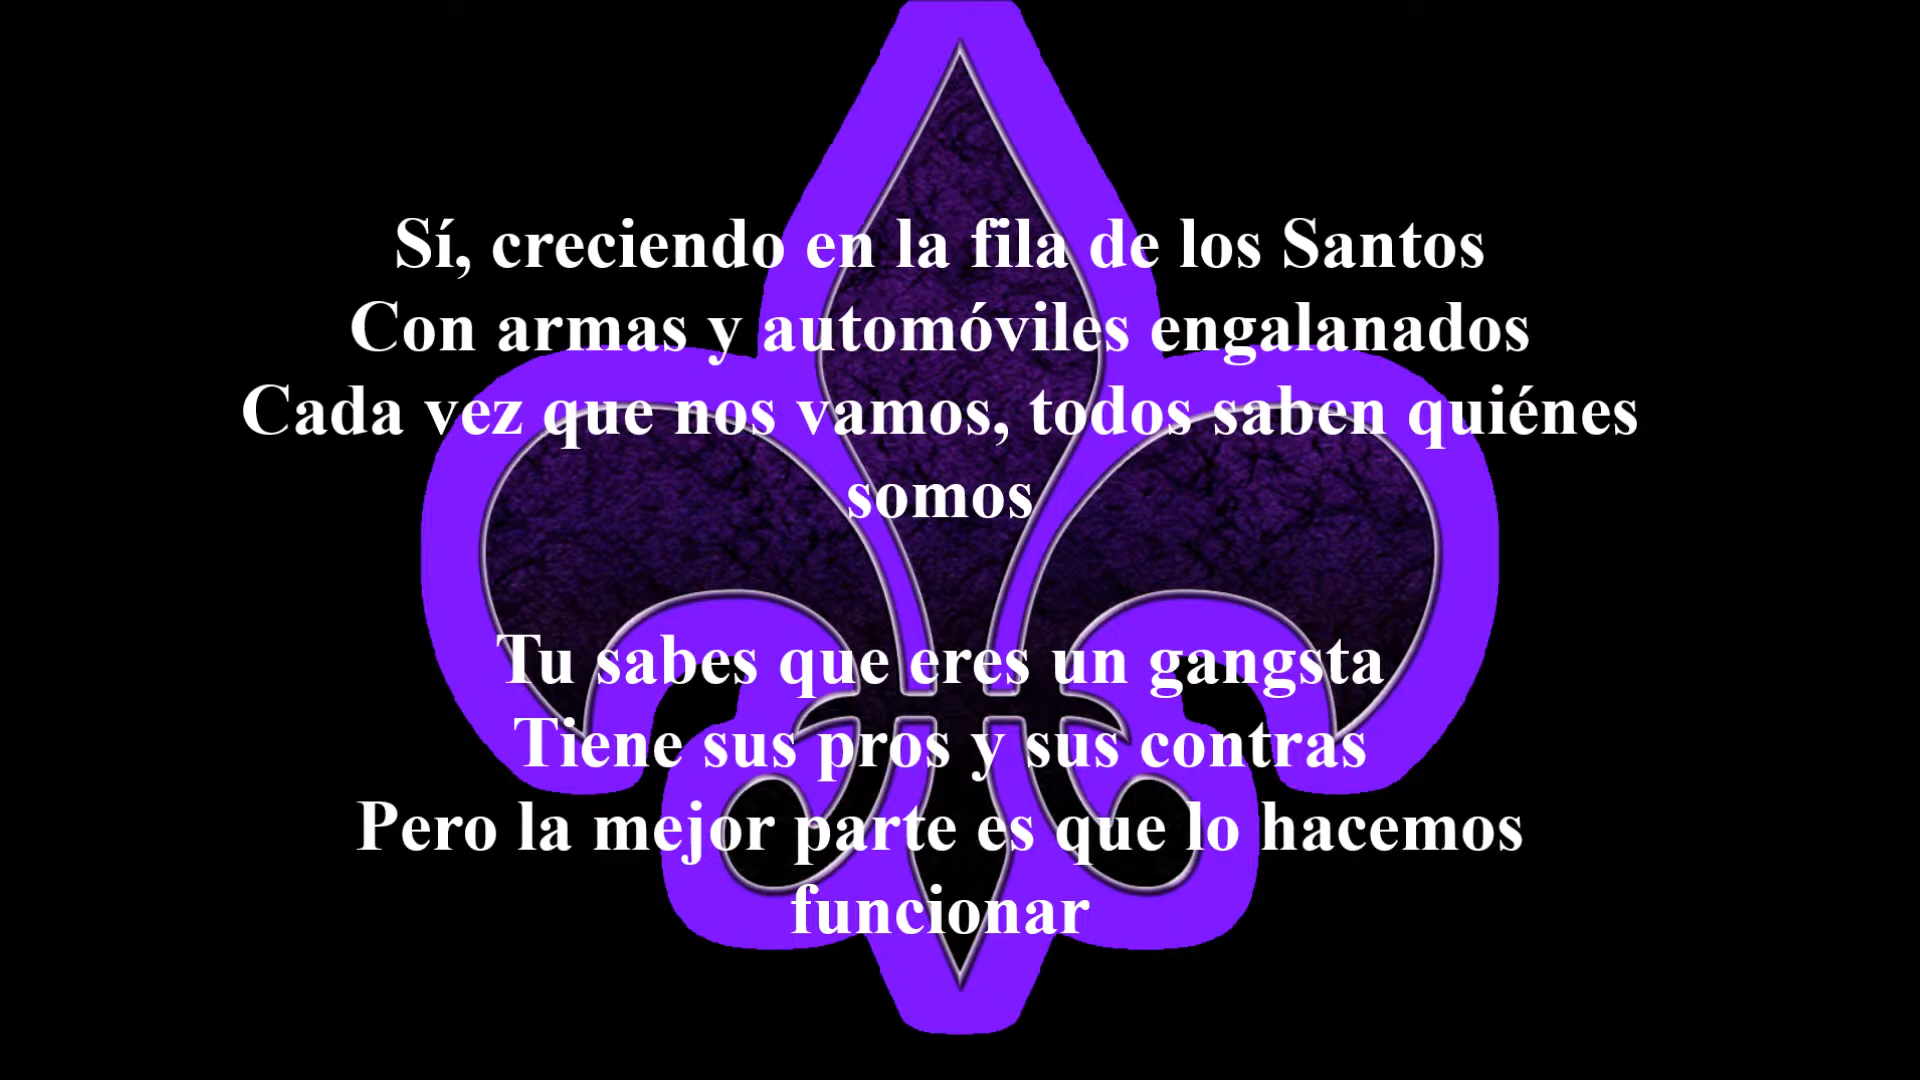 Sí, creciendo en la fila de los Santos
Con armas y automóviles engalanados
Cada vez que nos vamos, todos saben quiénes
somos
Tu sabes que eres un gangsta
Tiene sus pros y sus contras
Pero la mejor parte es que lo hacemos
funcionar